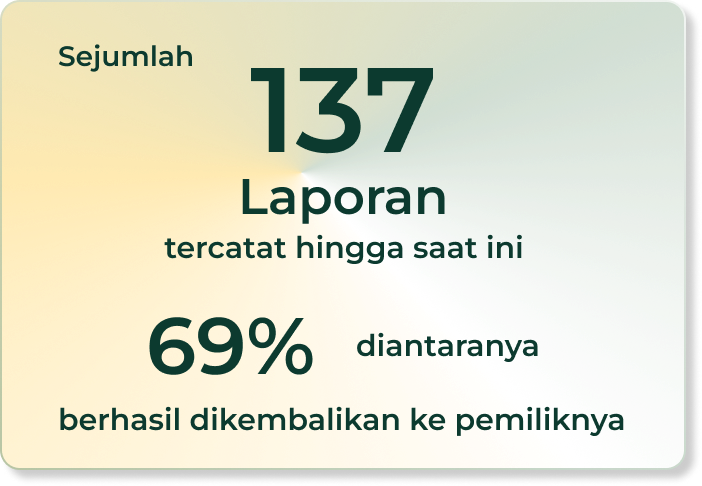 Sejumlah
137
Laporan
tercatat hingga saat ini
69% diantaranya
berhasil dikembalikan ke pemiliknya